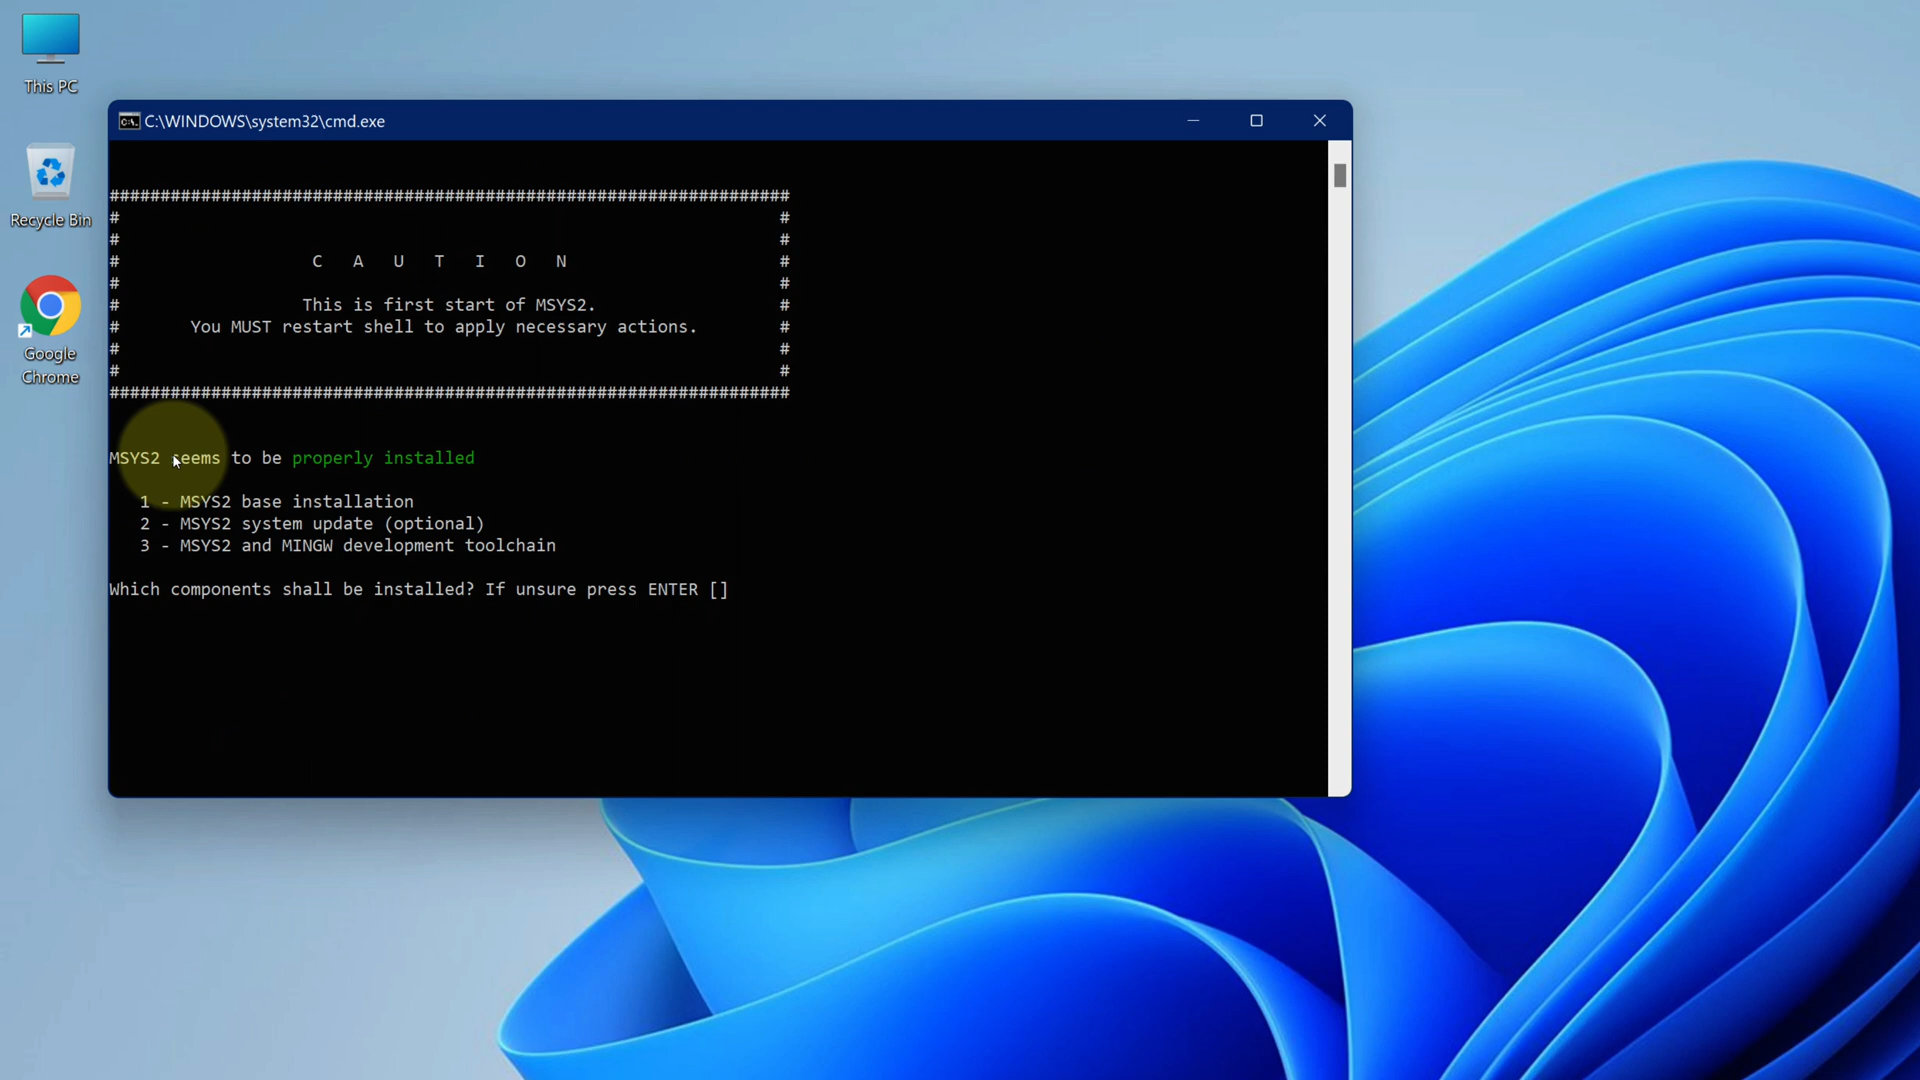 This PC
Recycle Bin
Google
Chrome
C:\WINDOWS\system32\cmd.exe
###################################################################
#                                                                 #
#                                                                 #
#                   C   A   U   T   I   O   N                     #
#                                                                 #
#                  This is first start of MSYS2.                  #
#       You MUST restart shell to apply necessary actions.        #
#                                                                 #
#                                                                 #
###################################################################
MSYS2 seems to be properly installed
1 - MSYS2 base installation
2 - MSYS2 system update (optional)
3 - MSYS2 and MINGW development toolchain
Which components shall be installed? If unsure press ENTER []